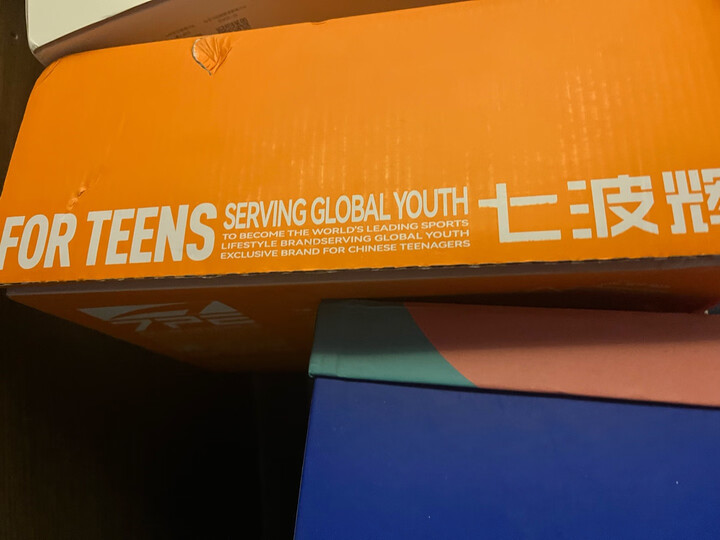 FOR TEENS
SERVING GLOBAL YOUTH
TO BECOME THE WORLD'S LEADING SPORTS
LIFESTYLE BRANDSERVING GLOBAL YOUTH
EXCLUSIVE BRAND FOR CHINESE TEENAGERS
七波辉